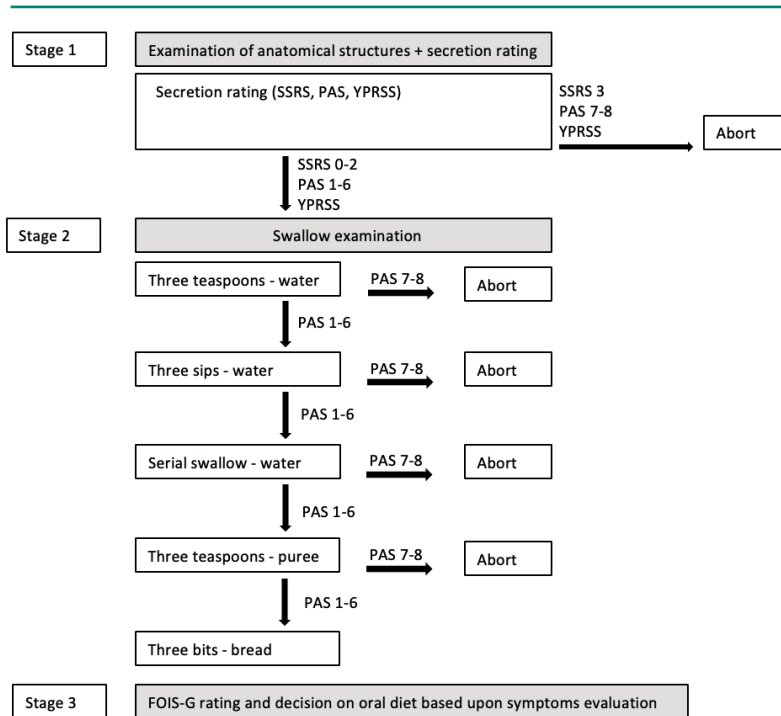 Stage 1
Examination of anatomical structures + secretion rating
Secretion rating (SSRS, PAS, YPRSS)
SSRS 3
PAS 7-8
YPRSS
Abort
SSRS 0-2
PAS 1-6
YPRSS
Stage 2
Swallow examination
Three teaspoons - water
PAS 7-8
Abort
PAS 1-6
Three sips - water
PAS 7-8
Abort
PAS 1-6
Serial swallow - water
PAS 7-8
Abort
PAS 1-6
Three teaspoons - puree
PAS 7-8
Abort
PAS 1-6
Three bits - bread
Stage 3
FOIS-G rating and decision on oral diet based upon symptoms evaluation